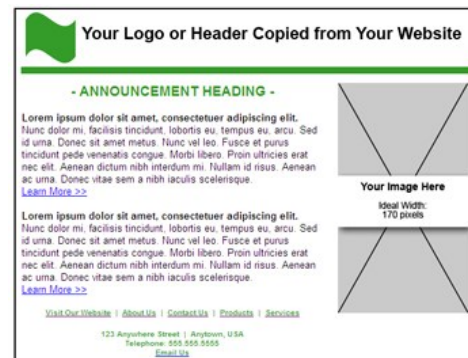 Your Logo or Header Copied from Your Website
- ANNOUNCEMENT HEADING -
Lorem ipsum dolor sit amet, consectetuer adipiscing elit.
Nunc dolor mi, facilisis tincidunt, lobortis eu, tempus eu, arcu. Sed
id urna. Donec sit amet metus. Nunc vel leo. Fusce et purus
tincidunt pede venenatis congue. Morbi libero. Proin ultricies erat
nec elit. Aenean dictum nibh interdum mi. Nullam id risus. Aenean
ac urna. Donec vitae sem a nibh iaculis scelerisque.
Learn More >>
Lorem ipsum dolor sit amet, consectetuer adipiscing elit.
Nunc dolor mi, facilisis tincidunt, lobortis eu, tempus eu, arcu. Sed
id urna. Donec sit amet metus. Nunc vel leo. Fusce et purus
tincidunt pede venenatis congue. Morbi libero. Proin ultricies erat
nec elit. Aenean dictum nibh interdum mi. Nullam id risus. Aenean
ac urna. Donec vitae sem a nibh iaculis scelerisque.
Learn More >>
Your Image Here
Ideal Width:
170 pixels
Visit Our Website | About Us | Contact Us | Products | Services
123 Anywhere Street | Anytown, USA
Telephone: 555.555.5555
Email Us